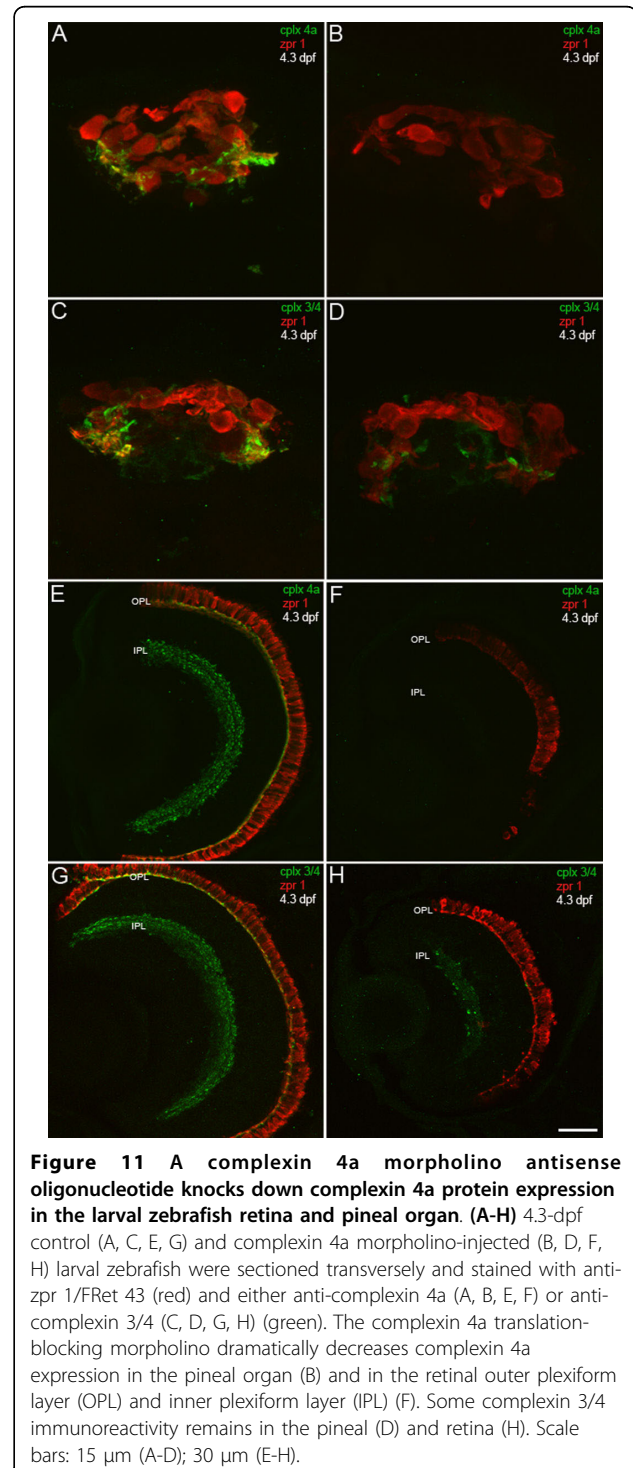 A
cplx 4a
zpr 1
4.3 dpf
B
cplx 4a
zpr 1
4.3 dpf
C
cplx 3/4
zpr 1
4.3 dpf
D
cplx 3/4
zpr 1
4.3 dpf
E
cplx 4a
zpr 1
4.3 dpf
OPL
IPL
F
cplx 4a
zpr 1
4.3 dpf
OPL
IPL
G
cplx 3/4
zpr 1
4.3 dpf
OPL
IPL
H
cplx 3/4
zpr 1
4.3 dpf
OPL
IPL
Figure 11 A complexin 4a morpholino antisense
oligonucleotide knocks down complexin 4a protein expression
in the larval zebrafish retina and pineal organ. (A-H) 4.3-dpf
control (A, C, E, G) and complexin 4a morpholino-injected (B, D, F,
H) larval zebrafish were sectioned transversely and stained with anti-
zpr 1/FRet 43 (red) and either anti-complexin 4a (A, B, E, F) or anti-
complexin 3/4 (C, D, G, H) (green). The complexin 4a translation-
blocking morpholino dramatically decreases complexin 4a
expression in the pineal organ (B) and in the retinal outer plexiform
layer (OPL) and inner plexiform layer (IPL) (F). Some complexin 3/4
immunoreactivity remains in the pineal (D) and retina (H). Scale
bars: 15 μm (A-D); 30 μm (E-H).